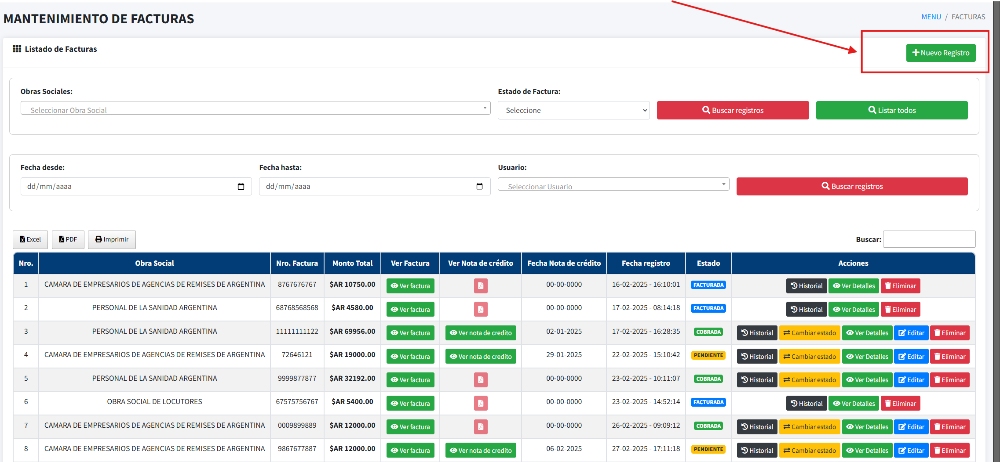 MANTENIMIENTO DE FACTURAS
MENU / FACTURAS
Listado de Facturas
Nuevo Registro
Obras Sociales:
Estado de Factura:
Seleccionar Obra Social
Seleccione
Buscar registros
Listar todos
Fecha desde:
Fecha hasta:
Usuario:
dd/mm/aaaa
dd/mm/aaaa
Seleccionar Usuario
Buscar registros
Excel
PDF
Imprimir
Buscar:
Nro. Obra Social Nro. Factura Monto Total Ver Factura Ver Nota de crédito Fecha Nota de crédito Fecha registro Estado Acciones
1 CAMARA DE EMPRESARIOS DE AGENCIAS DE REMISES DE ARGENTINA 8767676767 $AR 10750.00 Ver factura 00-00-0000 16-02-2025 - 16:10:01 FACTURADA Historial Ver Detalles Eliminar
2 PERSONAL DE LA SANIDAD ARGENTINA 68768568568 $AR 4580.00 Ver factura 00-00-0000 17-02-2025 - 08:14:18 FACTURADA Historial Ver Detalles Eliminar
3 PERSONAL DE LA SANIDAD ARGENTINA 11111111122 $AR 69956.00 Ver factura Ver nota de credito 02-01-2025 17-02-2025 - 16:28:35 COBRADA Historial Cambiar estado Ver Detalles Editar Eliminar
4 CAMARA DE EMPRESARIOS DE AGENCIAS DE REMISES DE ARGENTINA 72646121 $AR 19000.00 Ver factura Ver nota de credito 29-01-2025 22-02-2025 - 15:10:42 PENDIENTE Historial Cambiar estado Ver Detalles Editar Eliminar
5 PERSONAL DE LA SANIDAD ARGENTINA 9999877877 $AR 32192.00 Ver factura 00-00-0000 23-02-2025 - 10:11:07 COBRADA Historial Cambiar estado Ver Detalles Editar Eliminar
6 OBRA SOCIAL DE LOCUTORES 67575756767 $AR 5400.00 Ver factura 00-00-0000 23-02-2025 - 14:52:14 FACTURADA Historial Ver Detalles Eliminar
7 CAMARA DE EMPRESARIOS DE AGENCIAS DE REMISES DE ARGENTINA 0009899889 $AR 12000.00 Ver factura 00-00-0000 26-02-2025 - 09:09:12 COBRADA Historial Cambiar estado Ver Detalles Editar Eliminar
8 CAMARA DE EMPRESARIOS DE AGENCIAS DE REMISES DE ARGENTINA 9867677887 $AR 12000.00 Ver factura Ver nota de credito 06-02-2025 27-02-2025 - 17:11:18 PENDIENTE Historial Cambiar estado Ver Detalles Editar Eliminar